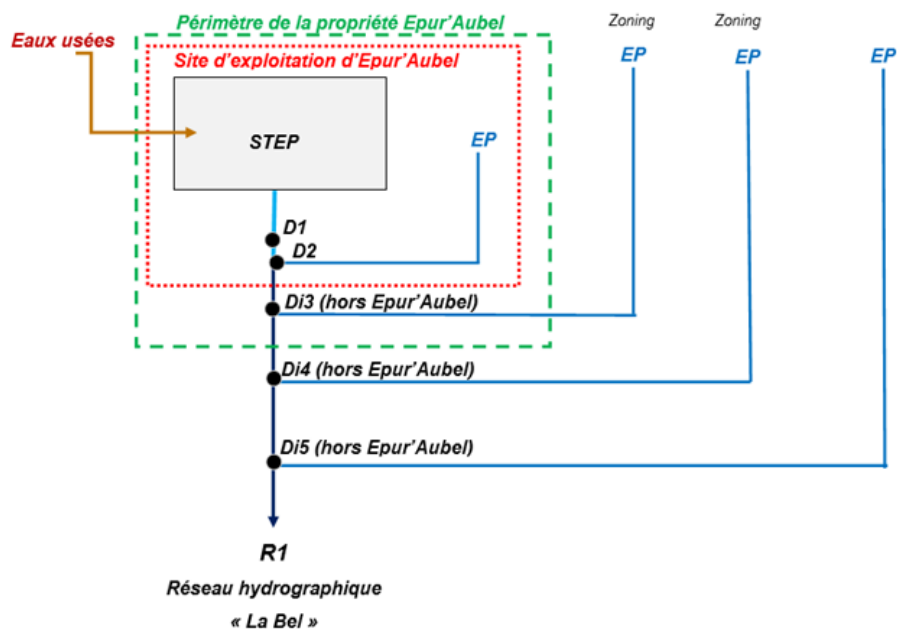 Périmètre de la propriété Epur'Aubel
Zoning
Zoning
Eaux usées
Site d'exploitation d'Epur'Aubel
EP
EP
EP
STEP
EP
D1
D2
Di3 (hors Epur'Aubel)
Di4 (hors Epur'Aubel)
Di5 (hors Epur'Aubel)
R1
Réseau hydrographique
« La Bel »